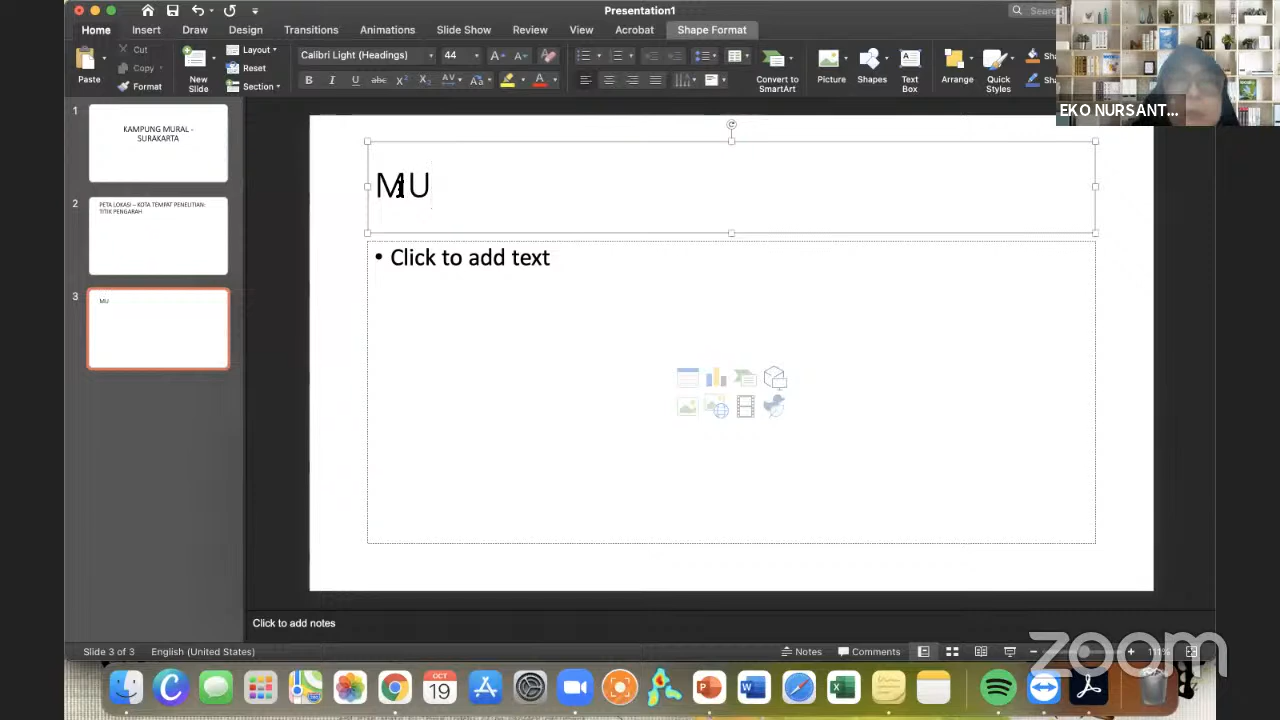 Presentation1
Search
Home Insert Draw Design Transitions Animations Slide Show Review View Acrobat Shape Format
Paste
Cut
Copy
Format
New
Slide
Layout
Reset
Section
Calibri Light (Headings) 44
Convert to
SmartArt
Picture
Shapes
Text
Box
Arrange
Quick
Styles
EKO NURSANT...
1
KAMPUNG MURAL -
SURAKARTA
2
PETA LOKASI – KOTA TEMPAT PENELITIAN:
TITIK PENGARAH
3
MU
MU
• Click to add text
Click to add notes
Slide 3 of 3 English (United States) Notes Comments 111%
zoom
OCT
19